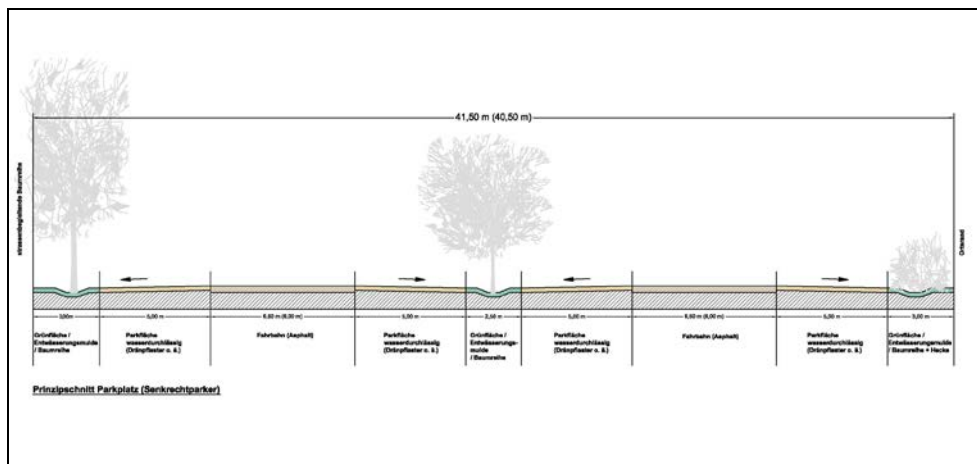 41,50 m (40,50 m)
strassenbegleitende Baumreihe
Ortsrand
3,00m
5,00 m
6,50 m (6,00 m)
5,00 m
2,50 m
5,00 m
6,50 m (6,00 m)
5,00 m
3,00 m
Grünfläche /
Entwässerungsmulde
/ Baumreihe
Parkfläche
wasserdurchlässig
(Dränpflaster o. ä.)
Fahrbahn (Asphalt)
Parkfläche
wasserdurchlässig
(Dränpflaster o. ä.)
Grünfläche /
Entwässerungs-
mulde
/ Baumreihe
Parkfläche
wasserdurchlässig
(Dränpflaster o. ä.)
Fahrbahn (Asphalt)
Parkfläche
wasserdurchlässig
(Dränpflaster o. ä.)
Grünfläche /
Entwässerungsmulde
/ Baumreihe + Hecke
Prinzipschnitt Parkplatz (Senkrechtparker)